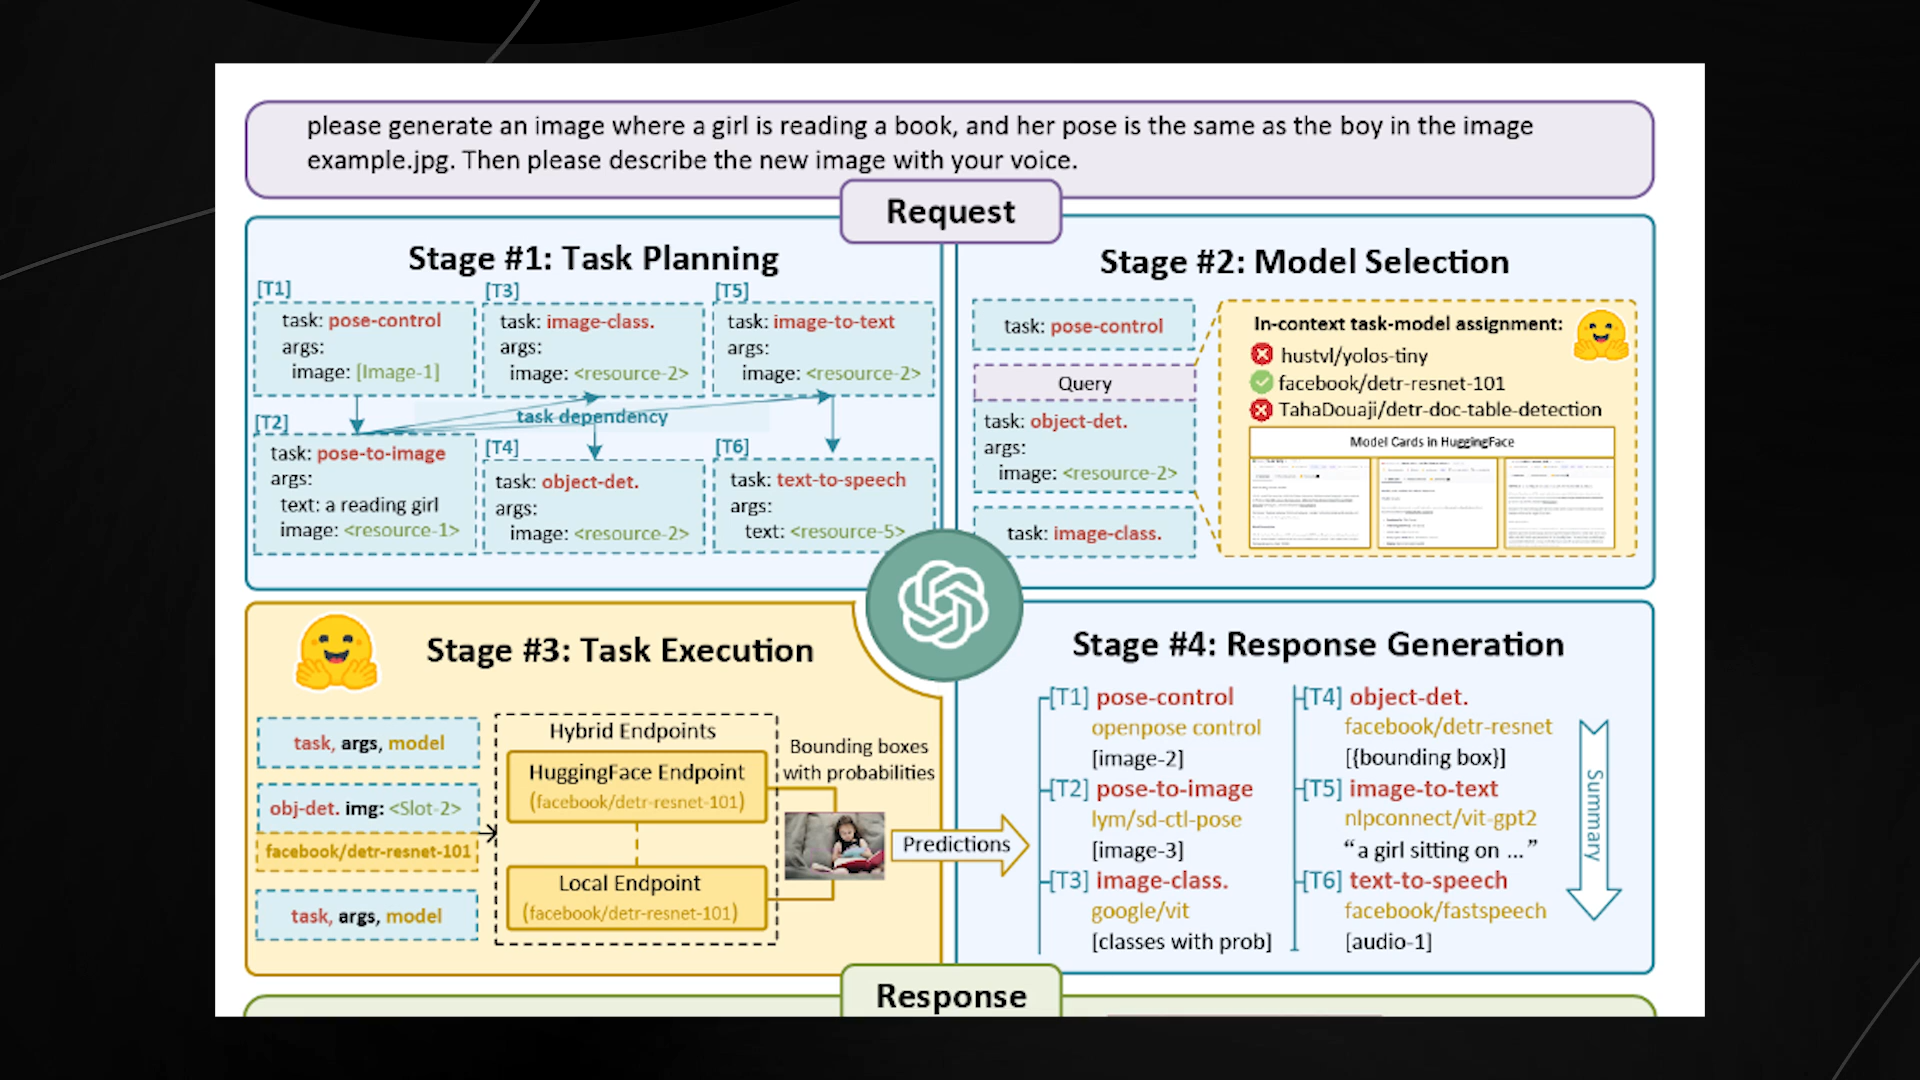 please generate an image where a girl is reading a book, and her pose is the same as the boy in the image
example.jpg. Then please describe the new image with your voice.
Request
Stage #1: Task Planning
[T1]
task: pose-control
args:
image: [Image-1]
[T3]
task: image-class.
args:
image: <resource-2>
[T5]
task: image-to-text
args:
image: <resource-2>
task dependency
[T2]
task: pose-to-image
args:
text: a reading girl
image: <resource-1>
[T4]
task: object-det.
args:
image: <resource-2>
[T6]
task: text-to-speech
args:
text: <resource-5>
Stage #2: Model Selection
task: pose-control
Query
task: object-det.
args:
image: <resource-2>
task: image-class.
In-context task-model assignment:
hustvl/yolos-tiny
facebook/detr-resnet-101
TahaDouaji/detr-doc-table-detection
Model Cards in HuggingFace
Stage #3: Task Execution
task, args, model
obj-det. img: <Slot-2>
facebook/detr-resnet-101
task, args, model
Hybrid Endpoints
HuggingFace Endpoint
(facebook/detr-resnet-101)
Local Endpoint
(facebook/detr-resnet-101)
Bounding boxes
with probabilities
Predictions
Stage #4: Response Generation
[T1] pose-control
openpose control
[image-2]
[T2] pose-to-image
lym/sd-ctl-pose
[image-3]
[T3] image-class.
google/vit
[classes with prob]
[T4] object-det.
facebook/detr-resnet
[{bounding box}]
[T5] image-to-text
nlpconnect/vit-gpt2
“a girl sitting on ...”
[T6] text-to-speech
facebook/fastspeech
[audio-1]
Summary
Response